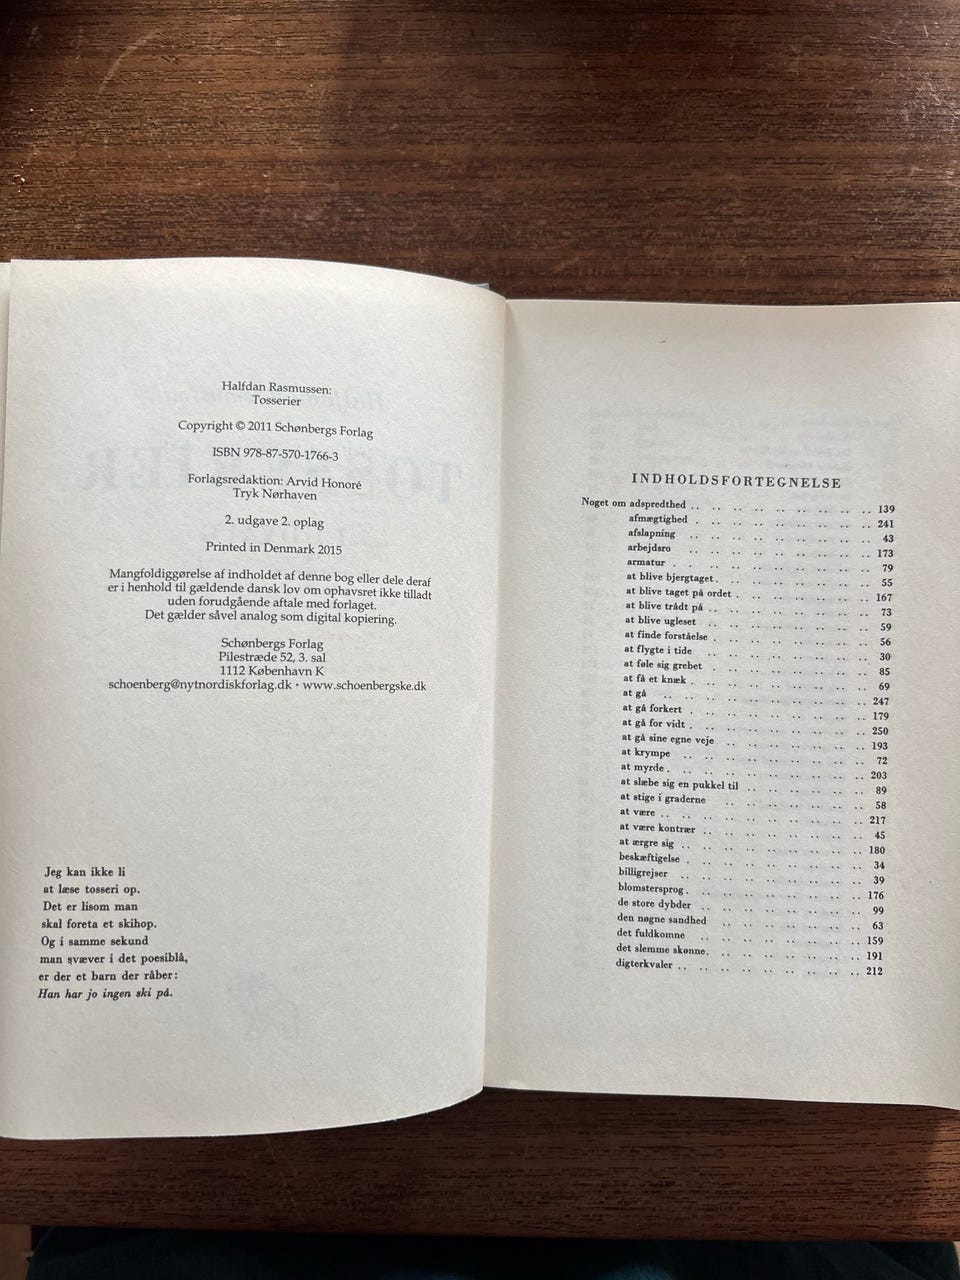 Halfdan Rasmussen:
Tosserier
Copyright © 2011 Schønbergs Forlag
ISBN 978-87-570-1766-3
Forlagsredaktion: Arvid Honoré
Tryk Nørhaven
2. udgave 2. oplag
Printed in Denmark 2015
Mangfoldiggørelse af indholdet af denne bog eller dele deraf
er i henhold til gældende dansk lov om ophavsret ikke tilladt
uden forudgående aftale med forlaget.
Det gælder såvel analog som digital kopiering.
Schønbergs Forlag
Pilestræde 52, 3. sal
1112 København K
schoenberg@nytnordiskforlag.dk · www.schoenbergske.dk
Jeg kan ikke li
at læse tosseri op.
Det er lisom man
skal foreta et skihop.
Og i samme sekund
man svæver i det poesiblå,
er der et barn der råber:
Han har jo ingen ski på.
INDHOLDSFORTEGNELSE
Noget om adspredthed .. .. .. .. .. .. .. .. 139
afmægtighed . .. .. .. .. .. .. .. 241
afslapning .. .. .. .. .. .. .. .. 43
arbejdsro .. .. .. .. .. .. .. .. 173
armatur . . .. .. .. .. .. .. .. 79
at blive bjergtaget . .. .. .. .. .. .. 55
at blive taget på ordet . .. .. .. .. .. .. 167
at blive trådt på .. .. .. .. .. .. .. 73
at blive ugleset .. .. .. .. .. .. .. 59
at finde forståelse . .. .. .. .. .. .. 56
at flygte i tide .. .. .. .. .. .. .. 30
at føle sig grebet . .. .. .. .. .. .. 85
at få et knæk . .. .. .. .. .. .. .. 69
at gå .. .. .. .. .. .. .. .. 247
at gå forkert . .. .. .. .. .. .. .. 179
at gå for vidt . .. .. .. .. .. .. .. 250
at gå sine egne veje .. .. .. .. .. .. .. 193
at krympe .. .. .. .. .. .. .. .. 72
at myrde . .. .. .. .. .. .. .. .. 203
at slæbe sig en pukkel til .. .. .. .. .. .. 89
at stige i graderne .. .. .. .. .. .. .. 58
at være .. .. .. .. .. .. .. .. 217
at være kontrær .. .. .. .. .. .. .. 45
at ærgre sig .. .. .. .. .. .. .. .. 180
beskæftigelse . .. .. .. .. .. .. .. 34
billigrejser .. .. .. .. .. .. .. .. 39
blomstersprog . .. .. .. .. .. .. .. 176
de store dybder .. .. .. .. .. .. .. 99
den nøgne sandhed .. .. .. .. .. .. .. 63
det fuldkomne .. .. .. .. .. .. .. 159
det slemme skønne. .. .. .. .. .. .. 191
digterkvaler .. .. .. .. .. .. .. .. 212